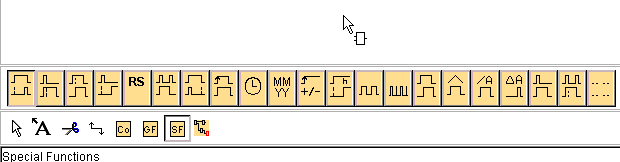 RS MM +/- /A ΔA
YY
A Co GF SF
Special Functions